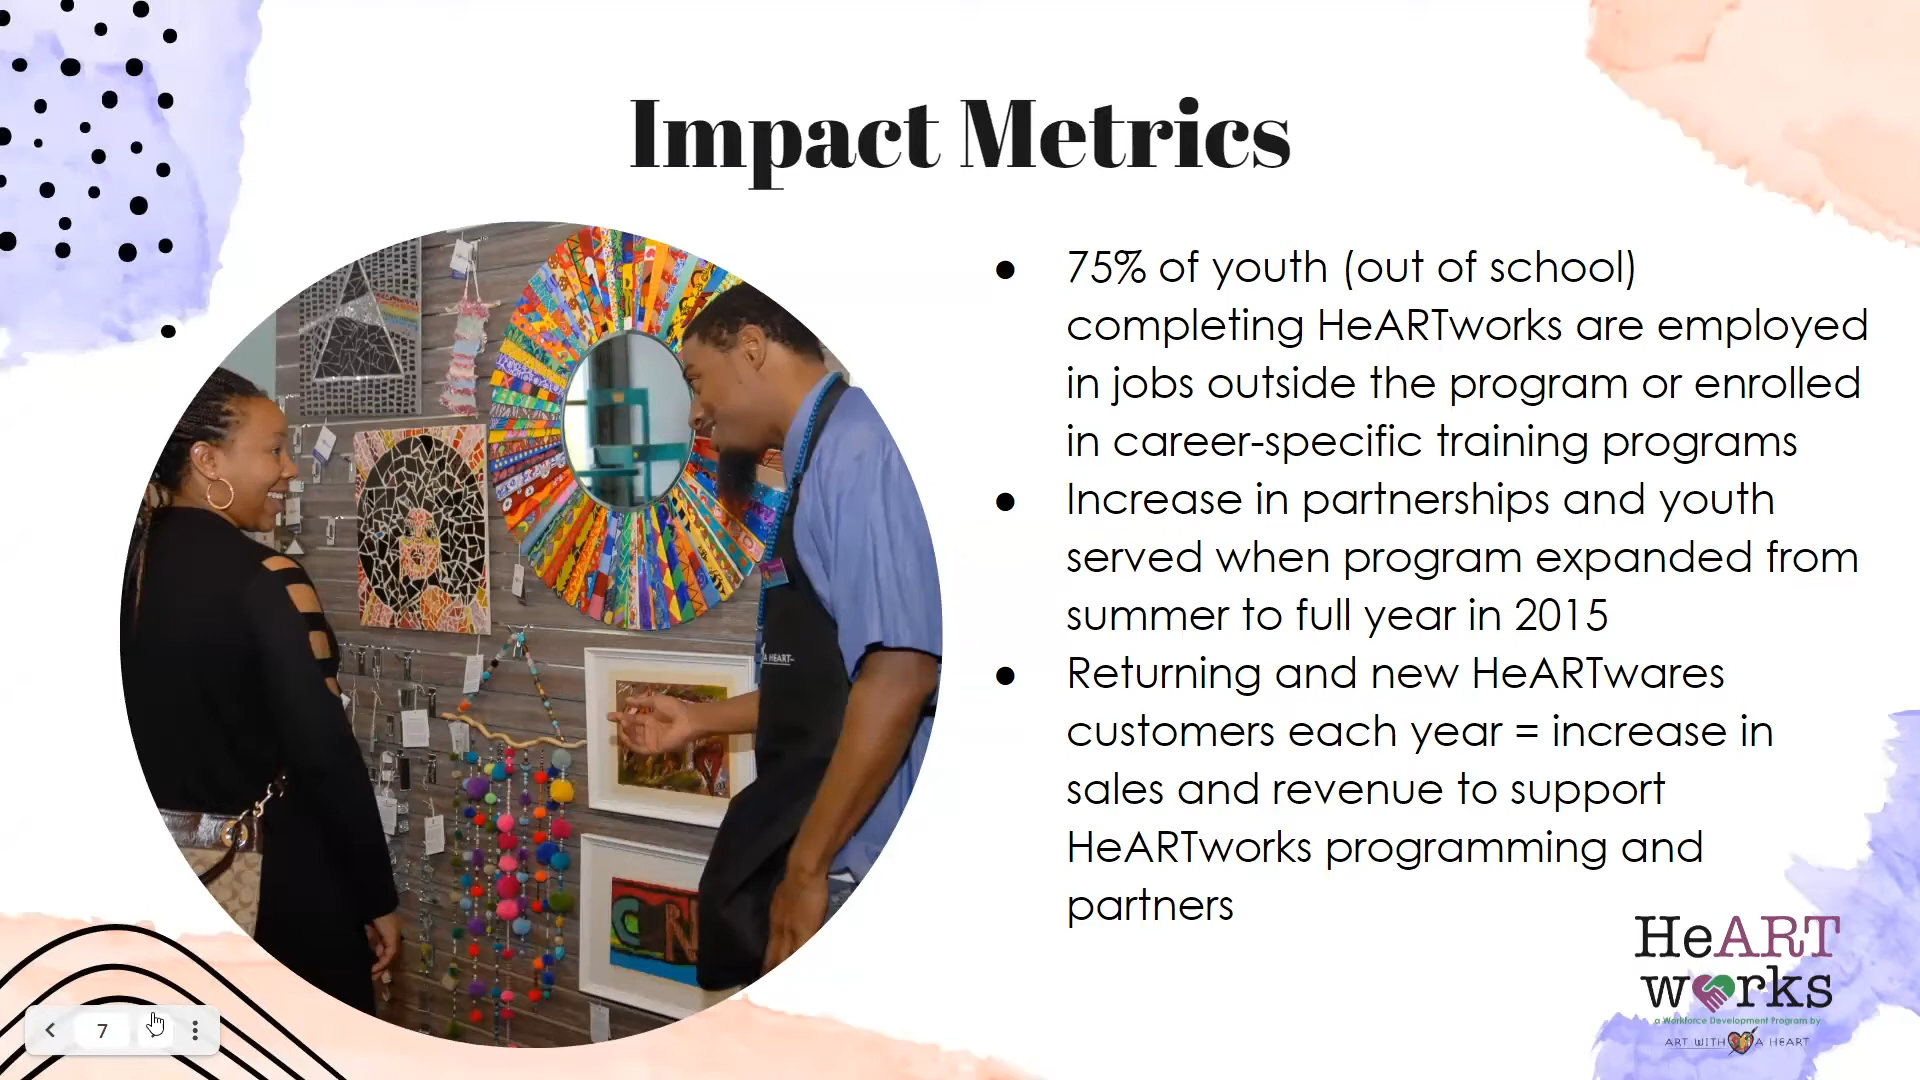 Impact Metrics
● 75% of youth (out of school)
completing HeARTworks are employed
in jobs outside the program or enrolled
in career-specific training programs
● Increase in partnerships and youth
served when program expanded from
summer to full year in 2015
● Returning and new HeARTwares
customers each year = increase in
sales and revenue to support
HeARTworks programming and
partners
A HEART
HeART
works
a Workforce Development Program by
ART WITH A HEART
7